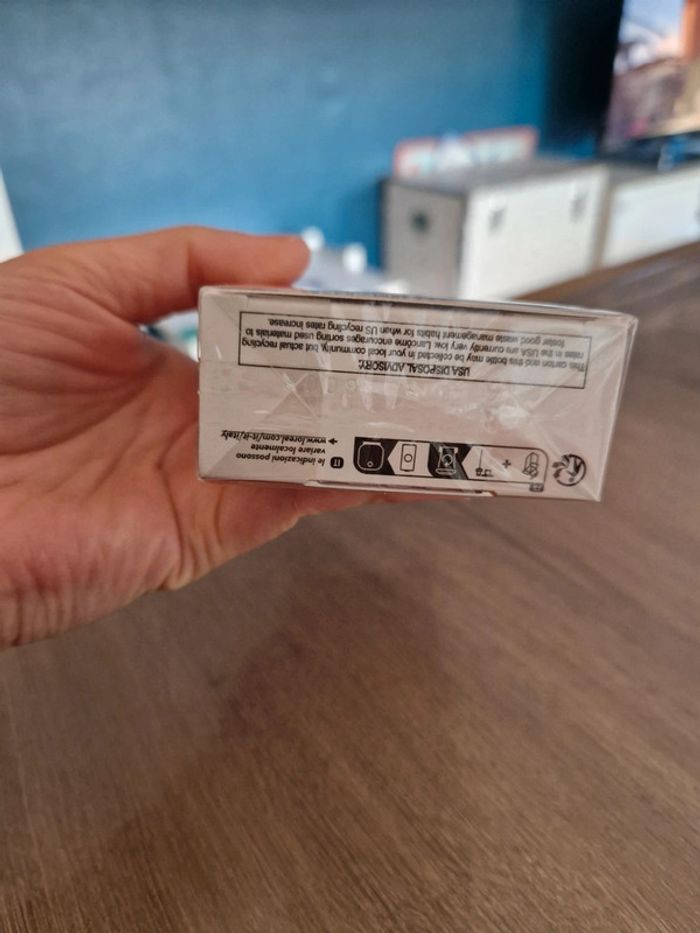 USA DISPOSAL ADVISORY:
This carton and this bottle may be collected in your local community, but actual recycling
rates in the USA are currently very low. Lancôme encourages sorting used materials to
foster good waste management habits for when US recycling rates increase.
IT le indicazioni possono
variare localmente
➔ www.loreal.com/it-it/italy
+